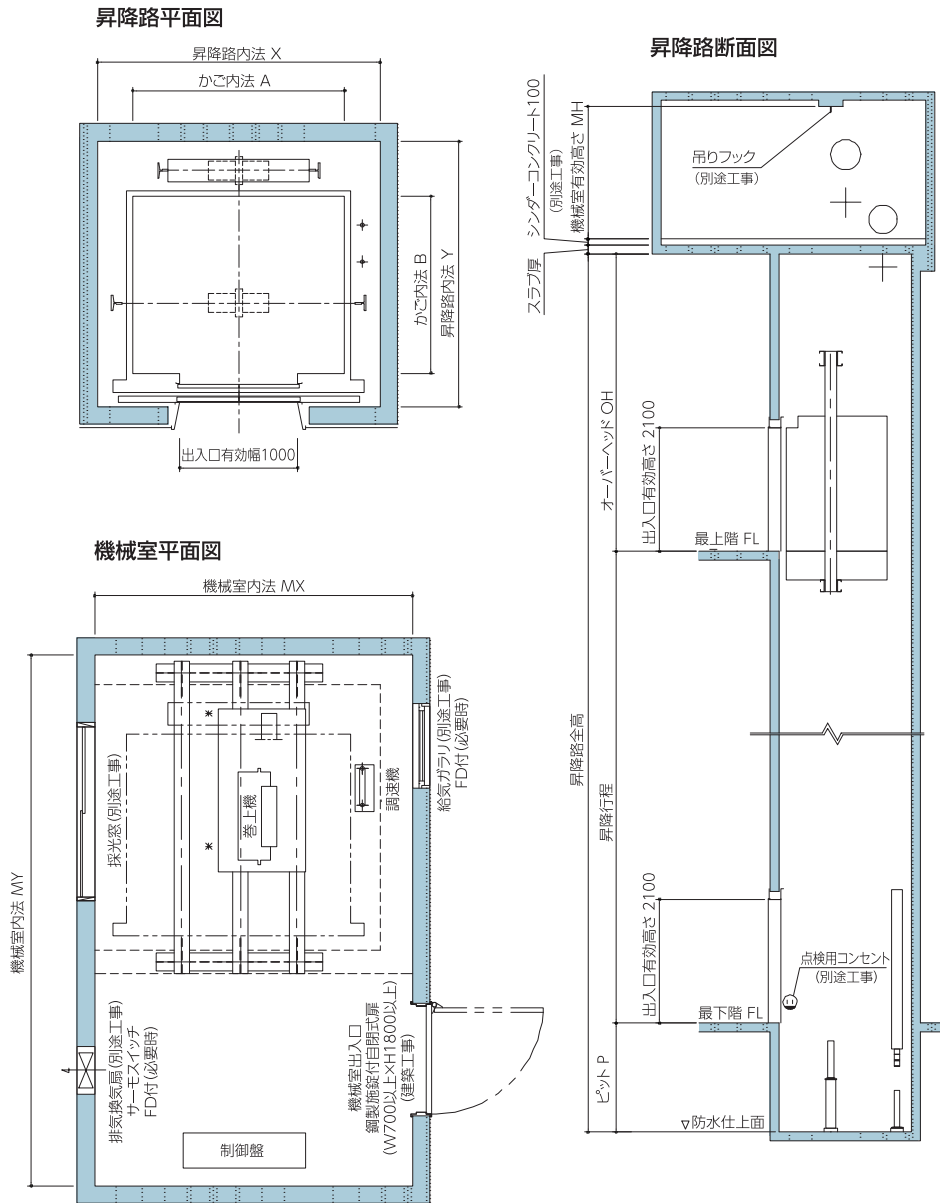 昇降路平面図
昇降路内法 X
かご内法 A
かご内法 B
昇降路内法 Y
出入口有効幅1000
機械室平面図
機械室内法 MX
機械室内法 MY
採光窓(別途工事)
巻上機
調速機
給気ガラリ(別途工事)
FD付(必要時)
排気換気扇(別途工事)
サーモスイッチ
FD付(必要時)
機械室出入口
鋼製施錠付自閉式扉
(W700以上×H1800以上)
(建築工事)
制御盤
昇降路断面図
シンダーコンクリート100
(別途工事)
機械室有効高さ MH
スラブ厚
吊りフック
(別途工事)
オーバーヘッド OH
出入口有効高さ 2100
最上階 FL
昇降路全高
昇降行程
出入口有効高さ 2100
点検用コンセント
(別途工事)
最下階 FL
ピット P
▽防水仕上面